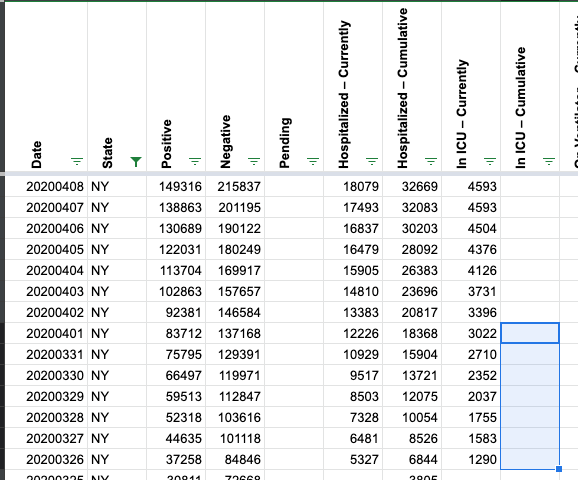 Date State Positive Negative Pending Hospitalized – Currently Hospitalized – Cumulative In ICU – Currently In ICU – Cumulative
20200408 NY 149316 215837 18079 32669 4593
20200407 NY 138863 201195 17493 32083 4593
20200406 NY 130689 190122 16837 30203 4504
20200405 NY 122031 180249 16479 28092 4376
20200404 NY 113704 169917 15905 26383 4126
20200403 NY 102863 157657 14810 23696 3731
20200402 NY 92381 146584 13383 20817 3396
20200401 NY 83712 137168 12226 18368 3022
20200331 NY 75795 129391 10929 15904 2710
20200330 NY 66497 119971 9517 13721 2352
20200329 NY 59513 112847 8503 12075 2037
20200328 NY 52318 103616 7328 10054 1755
20200327 NY 44635 101118 6481 8526 1583
20200326 NY 37258 84846 5327 6844 1290
20200325 NY 30811 72668 3805